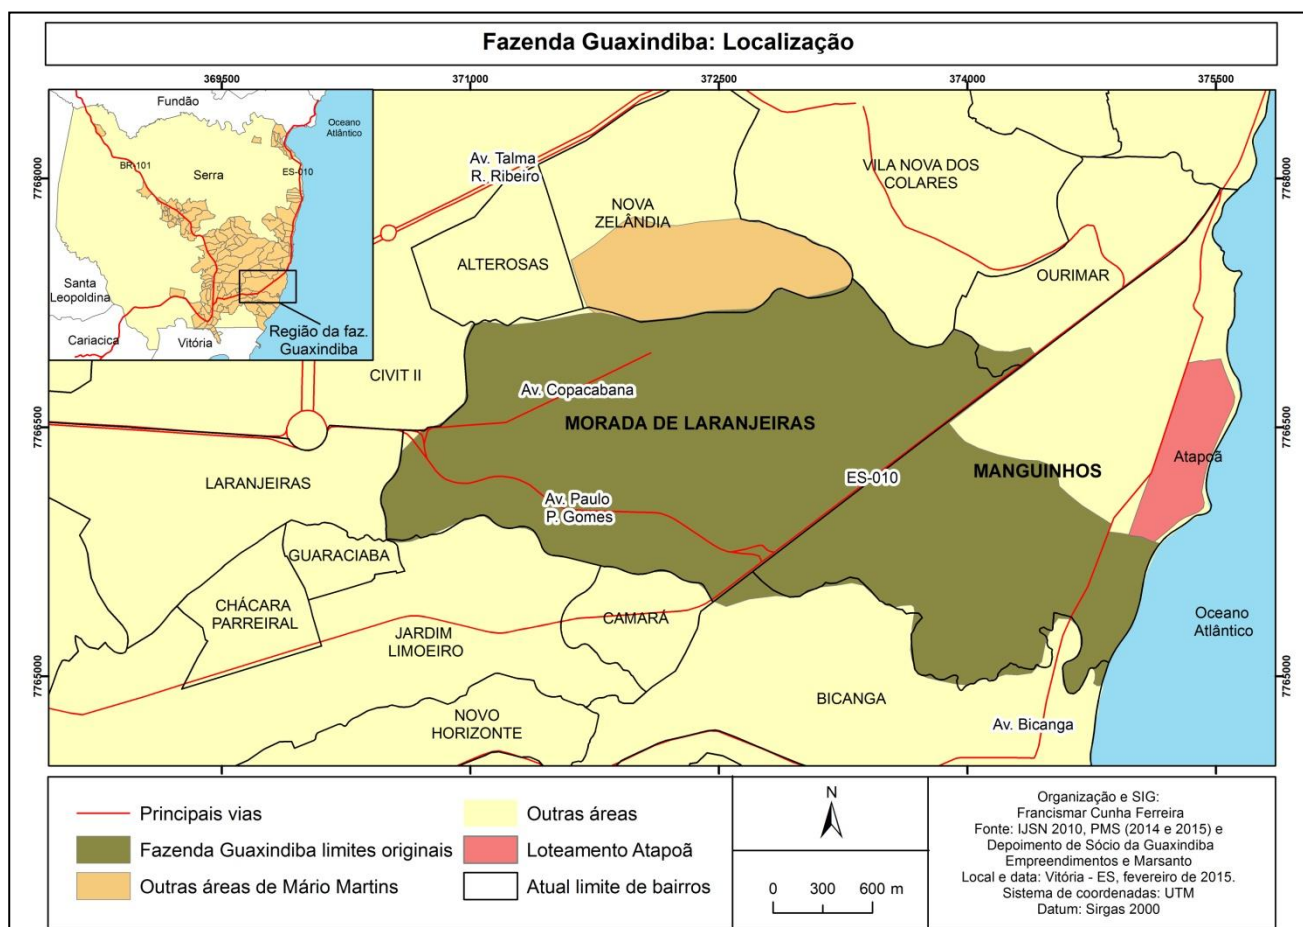 Fazenda Guaxindiba: Localização
369500
371000
372500
374000
375500
7768000
7766500
7765000
7768000
7766500
7765000
Fundão
Oceano
Atlântico
BR-101
ES-010
Serra
Santa
Leopoldina
Cariacica
Vitória
Região da faz.
Guaxindiba
Av. Talma
R. Ribeiro
NOVA
ZELÂNDIA
VILA NOVA DOS
COLARES
ALTEROSAS
OURIMAR
CIVIT II
Av. Copacabana
MORADA DE LARANJEIRAS
Atapoã
MANGUINHOS
ES-010
LARANJEIRAS
Av. Paulo
P. Gomes
GUARACIABA
CHÁCARA
PARREIRAL
CAMARÁ
JARDIM
LIMOEIRO
Oceano
Atlântico
BICANGA
NOVO
HORIZONTE
Av. Bicanga
Principais vias
Fazenda Guaxindiba limites originais
Outras áreas de Mário Martins
Outras áreas
Loteamento Atapoã
Atual limite de bairros
N
0 300 600 m
Organização e SIG:
Francismar Cunha Ferreira
Fonte: IJSN 2010, PMS (2014 e 2015) e
Depoimento de Sócio da Guaxindiba
Empreendimentos e Marsanto
Local e data: Vitória - ES, fevereiro de 2015.
Sistema de coordenadas: UTM
Datum: Sirgas 2000